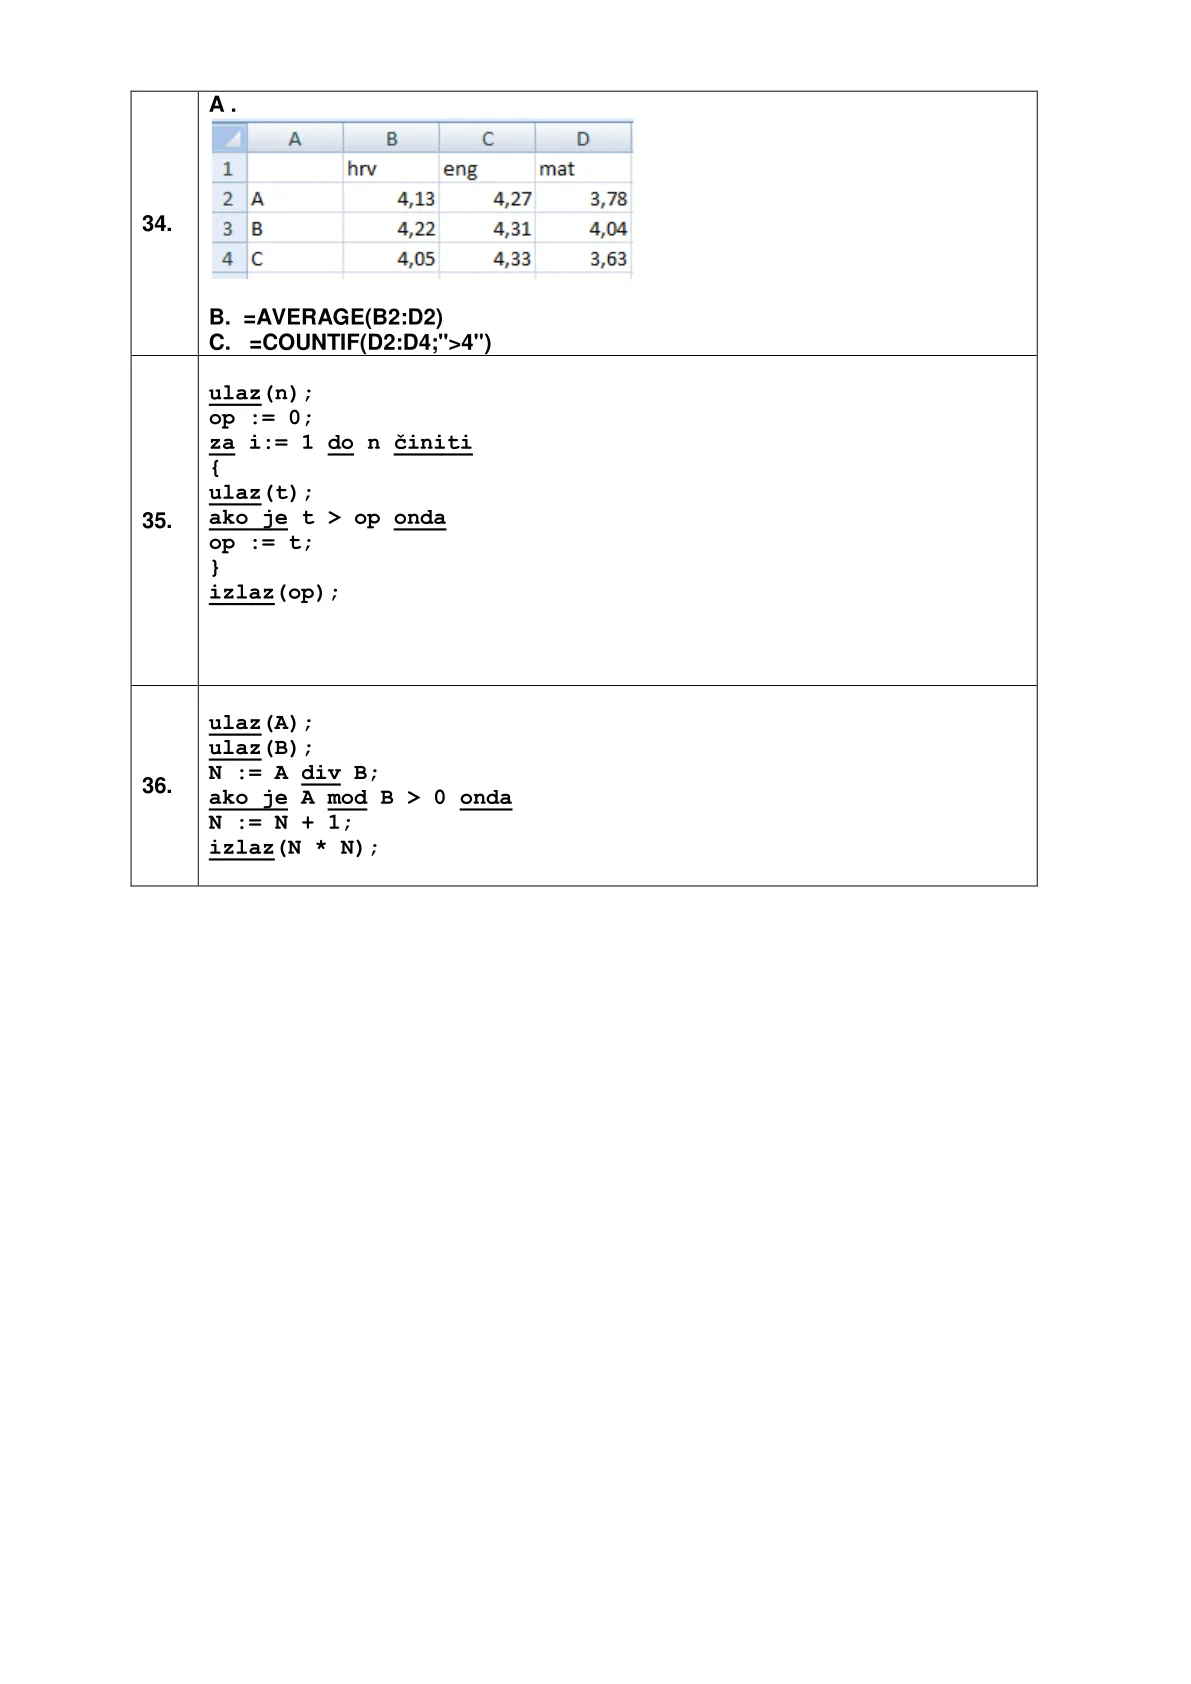 34.
A .
A B C D
1 hrv eng mat
2 A 4,13 4,27 3,78
3 B 4,22 4,31 4,04
4 C 4,05 4,33 3,63
B. =AVERAGE(B2:D2)
C. =COUNTIF(D2:D4;">4")
35.
ulaz(n);
op := 0;
za i:= 1 do n činiti
{
ulaz(t);
ako je t > op onda
op := t;
}
izlaz(op);
36.
ulaz(A);
ulaz(B);
N := A div B;
ako je A mod B > 0 onda
N := N + 1;
izlaz(N * N);